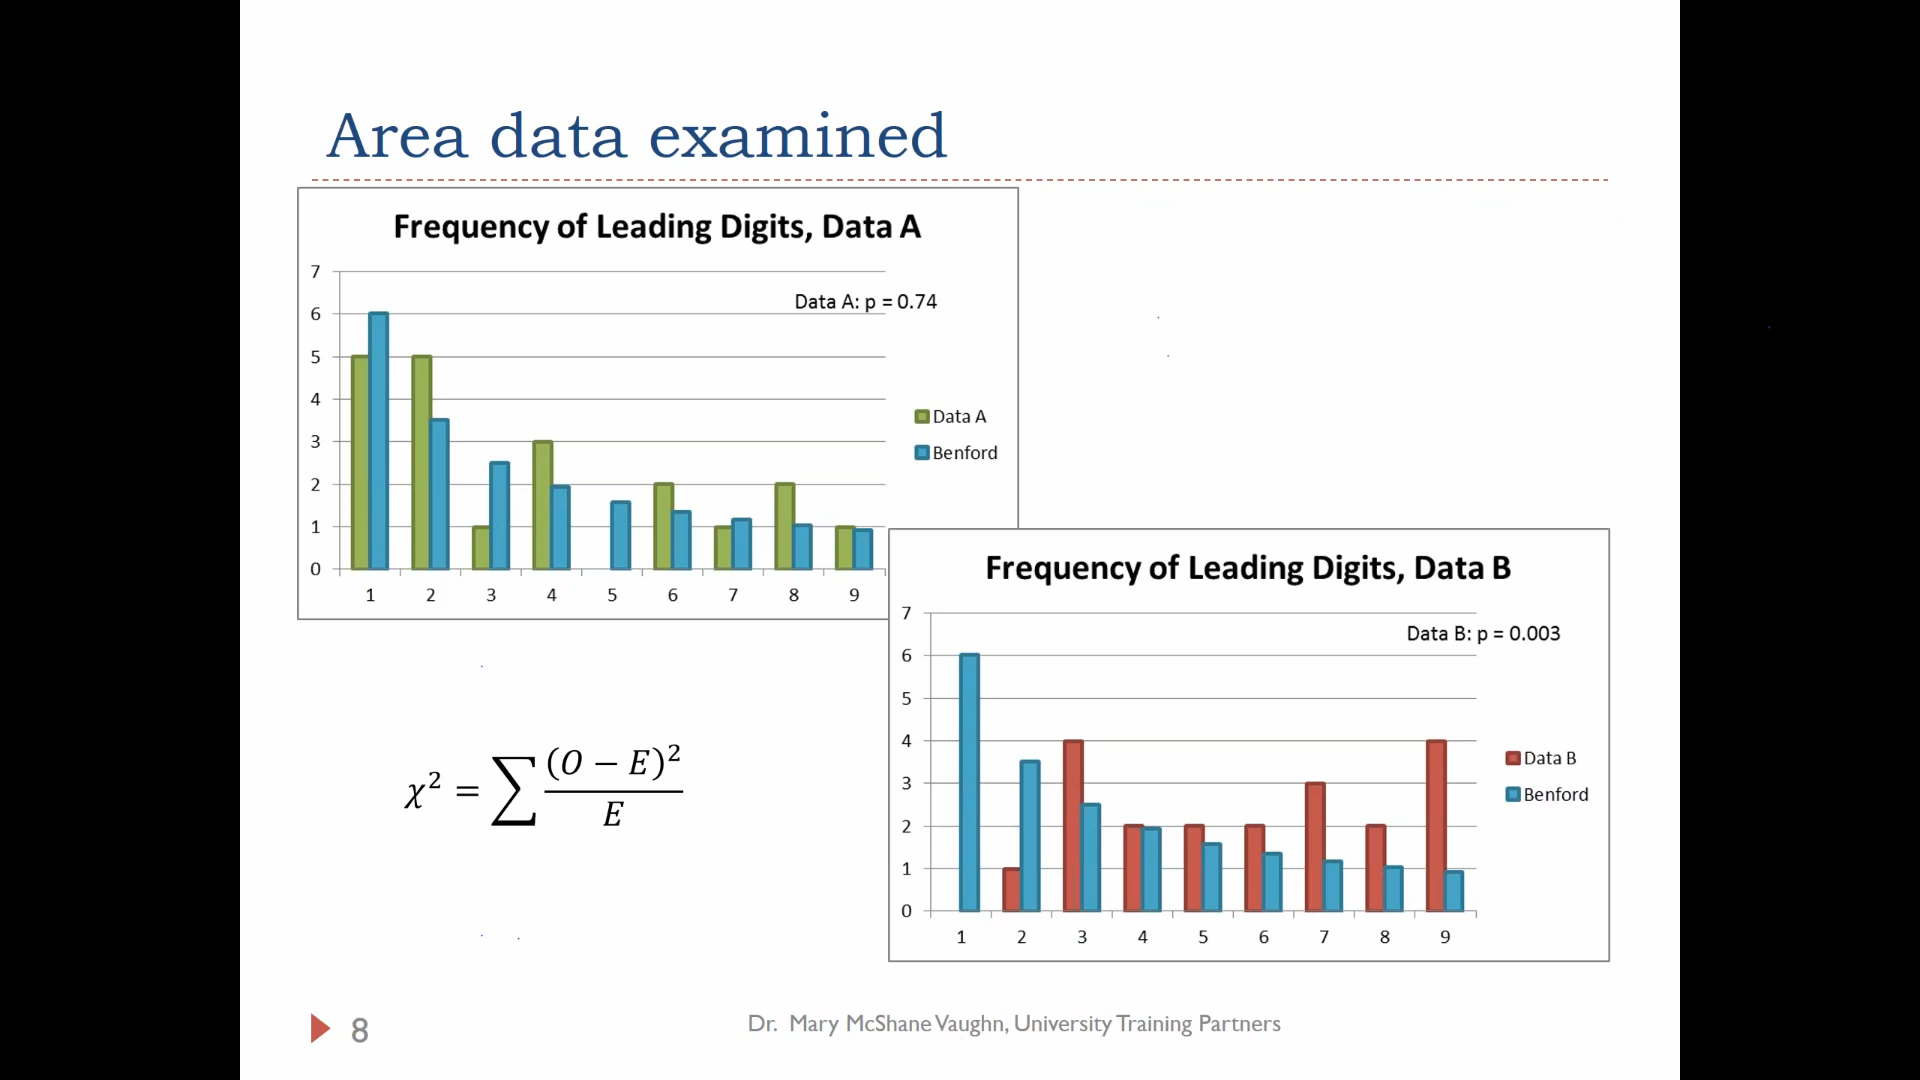 Area data examined
Frequency of Leading Digits, Data A
7
Data A: p = 0.74
6
5
4
3
2
1
0
Data A
Benford
1 2 3 4 5 6 7 8 9
Frequency of Leading Digits, Data B
7
Data B: p = 0.003
6
5
4
3
2
1
0
Data B
Benford
1 2 3 4 5 6 7 8 9
χ² = ∑ (O − E)² / E
8
Dr. Mary McShane Vaughn, University Training Partners